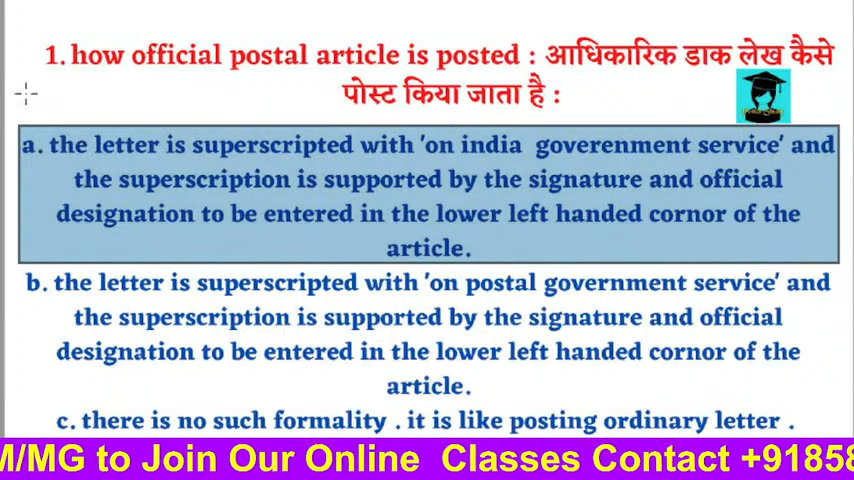 1. how official postal article is posted : आधिकारिक डाक लेख कैसे
पोस्ट किया जाता है :
a. the letter is superscripted with 'on india goverenment service' and
the superscription is supported by the signature and official
designation to be entered in the lower left handed cornor of the
article.
b. the letter is superscripted with 'on postal government service' and
the superscription is supported by the signature and official
designation to be entered in the lower left handed cornor of the
article.
c. there is no such formality . it is like posting ordinary letter .
M/MG to Join Our Online Classes Contact +9185